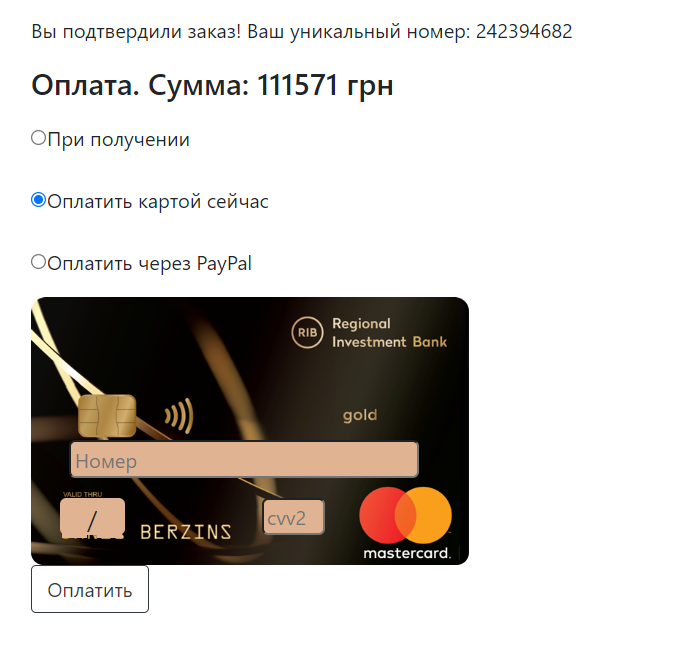 Вы подтвердили заказ! Ваш уникальный номер: 242394682
Оплата. Сумма: 111571 грн
При получении
Оплатить картой сейчас
Оплатить через PayPal
RIB
Regional
Investment Bank
gold
Номер
VALID THRU
/
cvv2
BERZINS
mastercard.
Оплатить